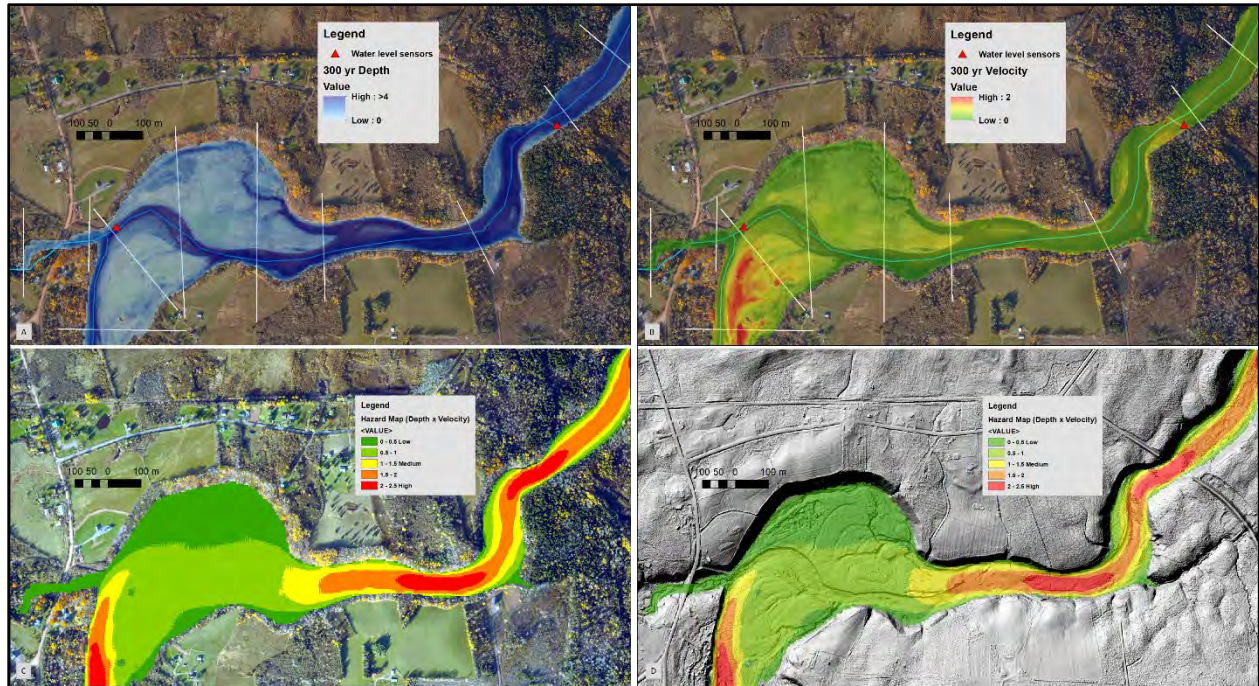 Legend
Water level sensors
300 yr Depth
Value
High : >4
Low : 0
100 50 0 100 m
A
Legend
Water level sensors
300 yr Velocity
Value
High : 2
Low : 0
100 50 0 100 m
B
Legend
Hazard Map (Depth x Velocity)
<VALUE>
0 - 0.5 Low
0.5 - 1
1 - 1.5 Medium
1.5 - 2
2 - 2.5 High
100 50 0 100 m
C
Legend
Hazard Map (Depth x Velocity)
<VALUE>
0 - 0.5 Low
0.5 - 1
1 - 1.5 Medium
1.5 - 2
2 - 2.5 High
100 50 0 100 m
D